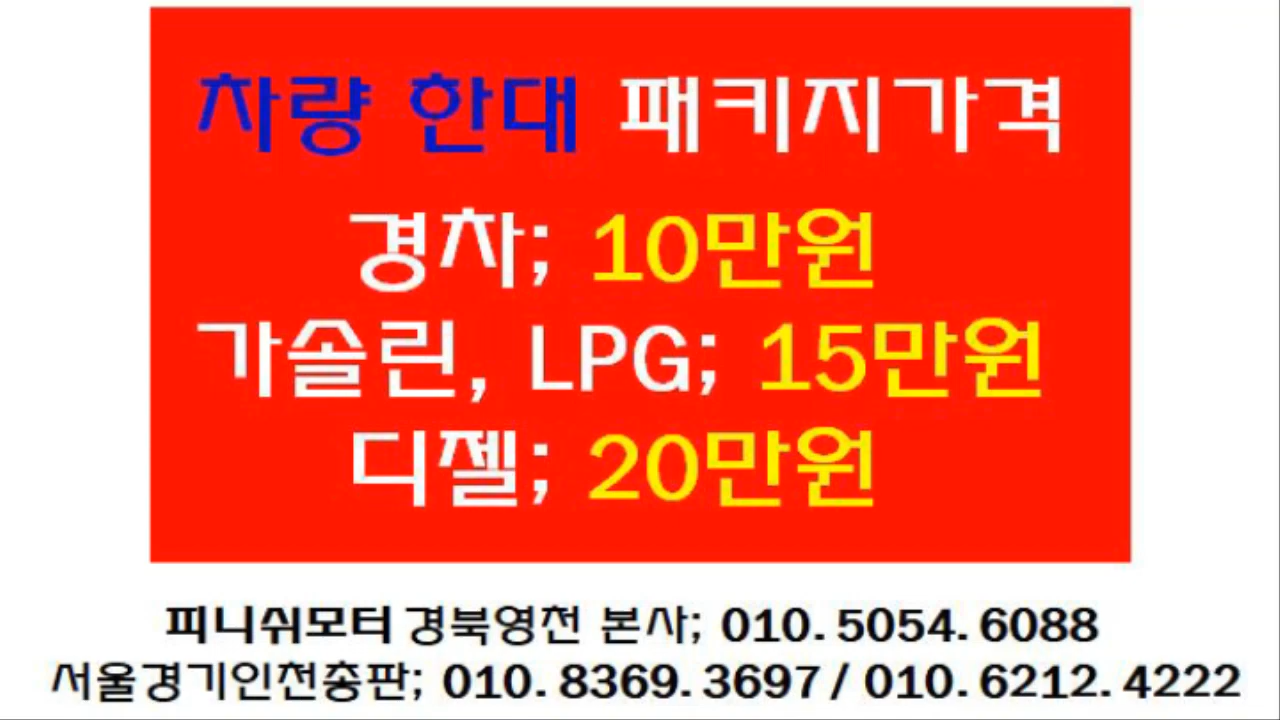 차량 한대 패키지가격
경차; 10만원
가솔린, LPG; 15만원
디젤; 20만원
피니쉬모터 경북영천 본사; 010. 5054. 6088
서울경기인천총판; 010. 8369. 3697 / 010. 6212. 4222